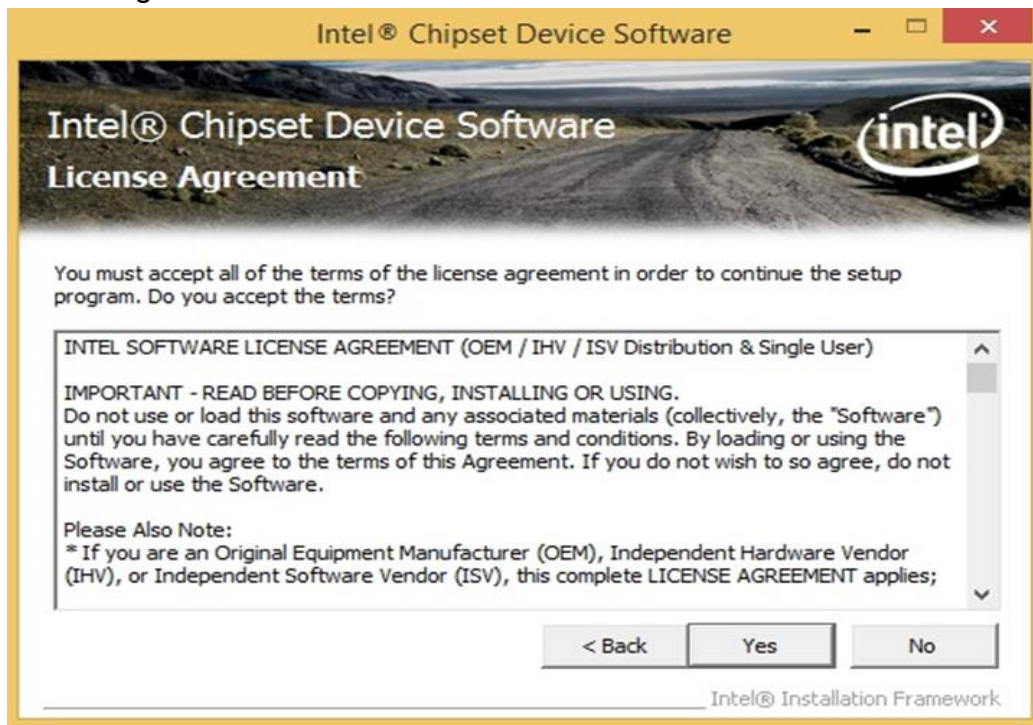 Intel® Chipset Device Software
Intel® Chipset Device Software
intel
License Agreement
You must accept all of the terms of the license agreement in order to continue the setup
program. Do you accept the terms?
INTEL SOFTWARE LICENSE AGREEMENT (OEM / IHV / ISV Distribution & Single User)
IMPORTANT - READ BEFORE COPYING, INSTALLING OR USING.
Do not use or load this software and any associated materials (collectively, the "Software")
until you have carefully read the following terms and conditions. By loading or using the
Software, you agree to the terms of this Agreement. If you do not wish to so agree, do not
install or use the Software.
Please Also Note:
* If you are an Original Equipment Manufacturer (OEM), Independent Hardware Vendor
(IHV), or Independent Software Vendor (ISV), this complete LICENSE AGREEMENT applies;
< Back Yes No
Intel® Installation Framework